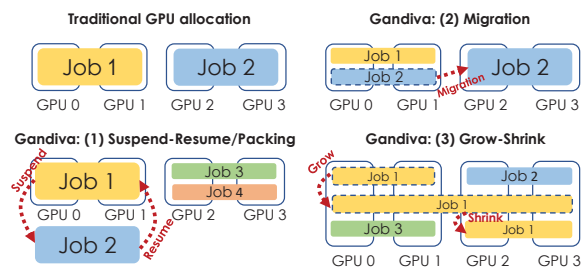 Traditional GPU allocation
Job 1
Job 2
GPU 0
GPU 1
GPU 2
GPU 3
Gandiva: (2) Migration
Job 1
Job 2
Migration
Job 2
GPU 0
GPU 1
GPU 2
GPU 3
Gandiva: (1) Suspend-Resume/Packing
Suspend
Job 1
Job 3
Job 4
GPU 0
GPU 1
GPU 2
GPU 3
Job 2
Resume
Gandiva: (3) Grow-Shrink
Grow
Job 1
Job 2
Job 1
Shrink
Job 3
Job 1
GPU 0
GPU 1
GPU 2
GPU 3